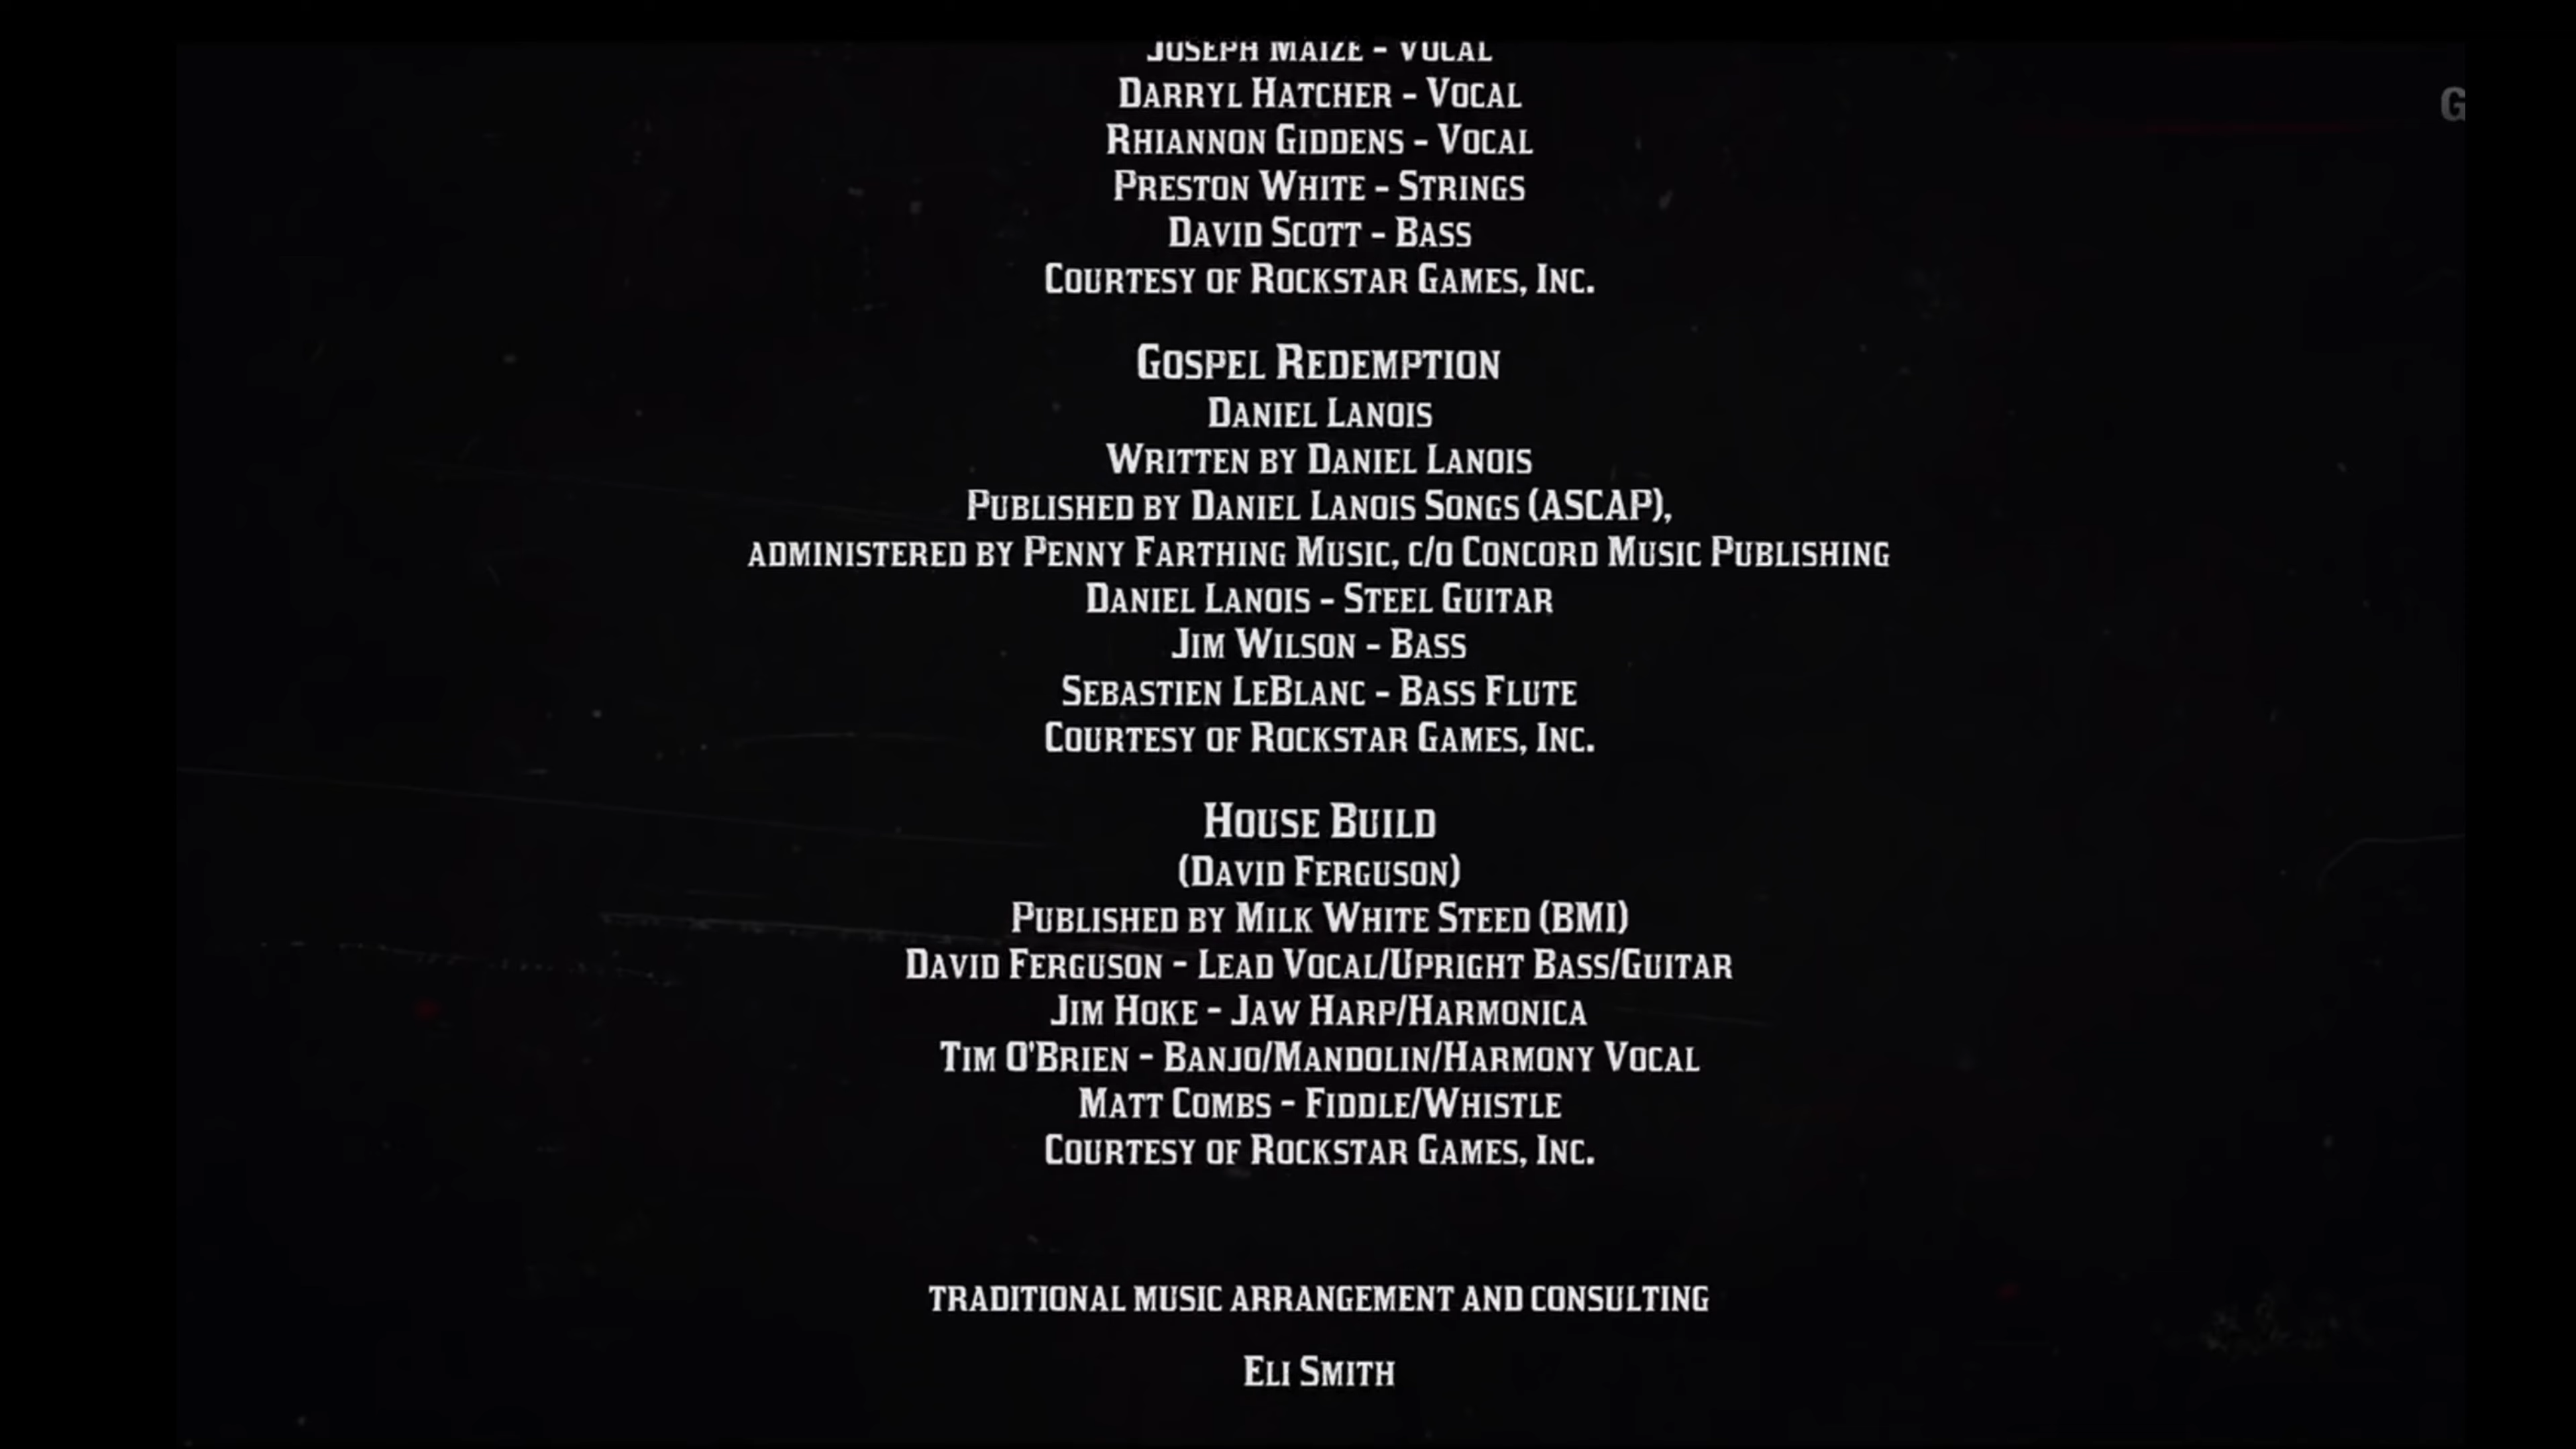 Joseph Maize - Vocal
Darryl Hatcher - Vocal
Rhiannon Giddens - Vocal
Preston White - Strings
David Scott - Bass
Courtesy of Rockstar Games, Inc.
Gospel Redemption
Daniel Lanois
Written by Daniel Lanois
Published by Daniel Lanois Songs (ASCAP),
administered by Penny Farthing Music, c/o Concord Music Publishing
Daniel Lanois - Steel Guitar
Jim Wilson - Bass
Sebastien LeBlanc - Bass Flute
Courtesy of Rockstar Games, Inc.
House Build
(David Ferguson)
Published by Milk White Steed (BMI)
David Ferguson - Lead Vocal/Upright Bass/Guitar
Jim Hoke - Jaw Harp/Harmonica
Tim O'Brien - Banjo/Mandolin/Harmony Vocal
Matt Combs - Fiddle/Whistle
Courtesy of Rockstar Games, Inc.
TRADITIONAL MUSIC ARRANGEMENT AND CONSULTING
Eli Smith